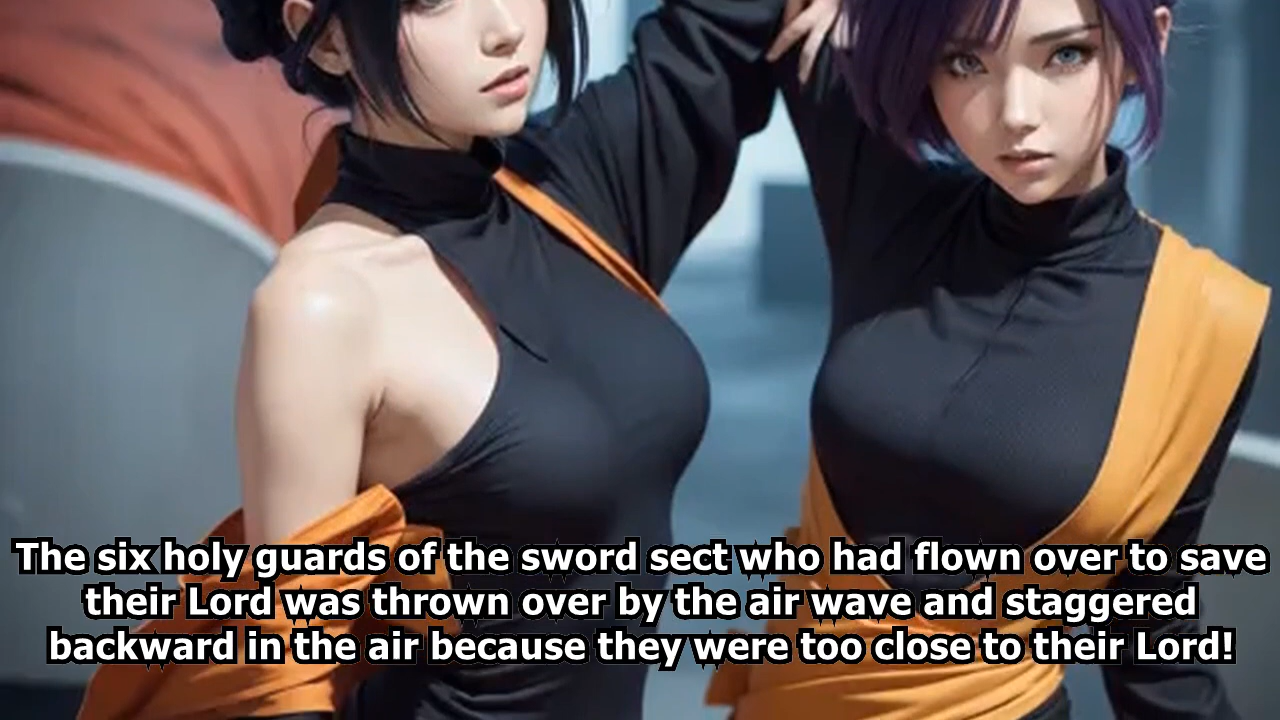 The six holy guards of the sword sect who had flown over to save
their Lord was thrown over by the air wave and staggered
backward in the air because they were too close to their Lord!